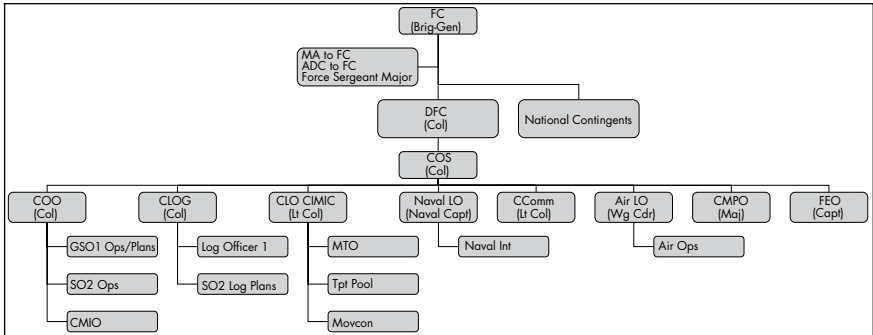 FC
(Brig-Gen)
MA to FC
ADC to FC
Force Sergeant Major
DFC
(Col)
National Contingents
COS
(Col)
COO
(Col)
CLOG
(Col)
CLO CIMIC
(Lt Col)
Naval LO
(Naval Capt)
CComm
(Lt Col)
Air LO
(Wg Cdr)
CMPO
(Maj)
FEO
(Capt)
GSO1 Ops/Plans
Log Officer 1
MTO
Naval Int
Air Ops
SO2 Ops
SO2 Log Plans
Tpt Pool
CMIO
Movcon